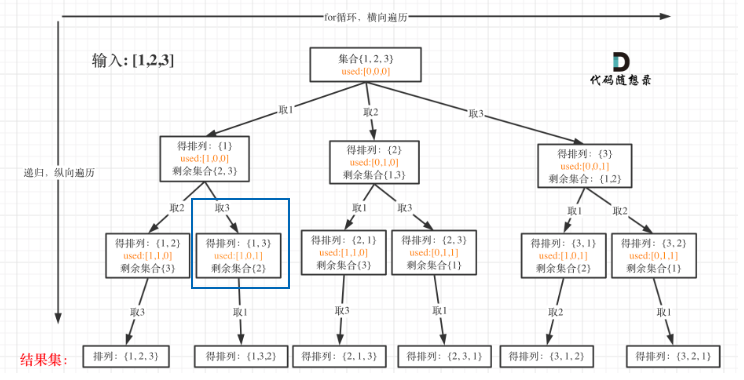 for循环，横向遍历
输入: [1,2,3]
集合{1, 2, 3}
used:[0,0,0]
代码随想录
取1
取2
取3
得排列：{1}
used:[1,0,0]
剩余集合{2, 3}
得排列：{2}
used:[0,1,0]
剩余集合{1,3}
得排列：{3}
used:[0,0,1]
剩余集合：{1,2}
递归，纵向遍历
取2
取3
取1
取3
取1
取2
得排列：{1, 2}
used:[1,1,0]
剩余集合{3}
得排列：{1, 3}
used:[1,0,1]
剩余集合{2}
得排列：{2, 1}
used:[1,1,0]
剩余集合{3}
得排列：{2, 3}
used:[0,1,1]
剩余集合{1}
得排列：{3,1}
used:[1,0,1]
剩余集合{2}
得排列：{3, 2}
used:[0,1,1]
剩余集合{1}
取3
取1
取3
取1
取2
取1
结果集：
排列：{1, 2, 3}
得排列：{1,3,2}
得排列：{2, 1, 3}
得排列：{2, 3, 1}
得排列：{3, 1, 2}
得排列：{3, 2, 1}